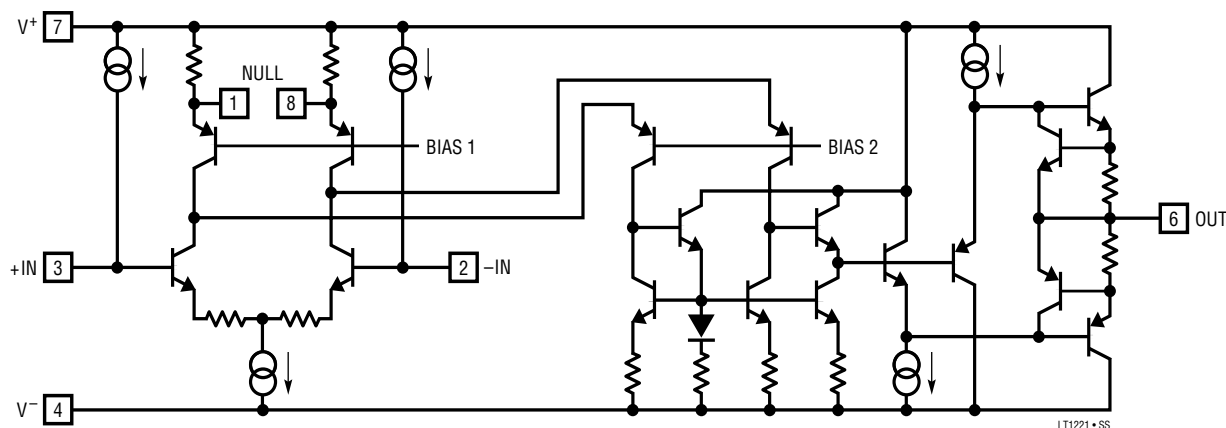 V+ 7
NULL
1 8
BIAS 1
BIAS 2
6 OUT
+IN 3
2 –IN
V– 4
LT1221 • SS